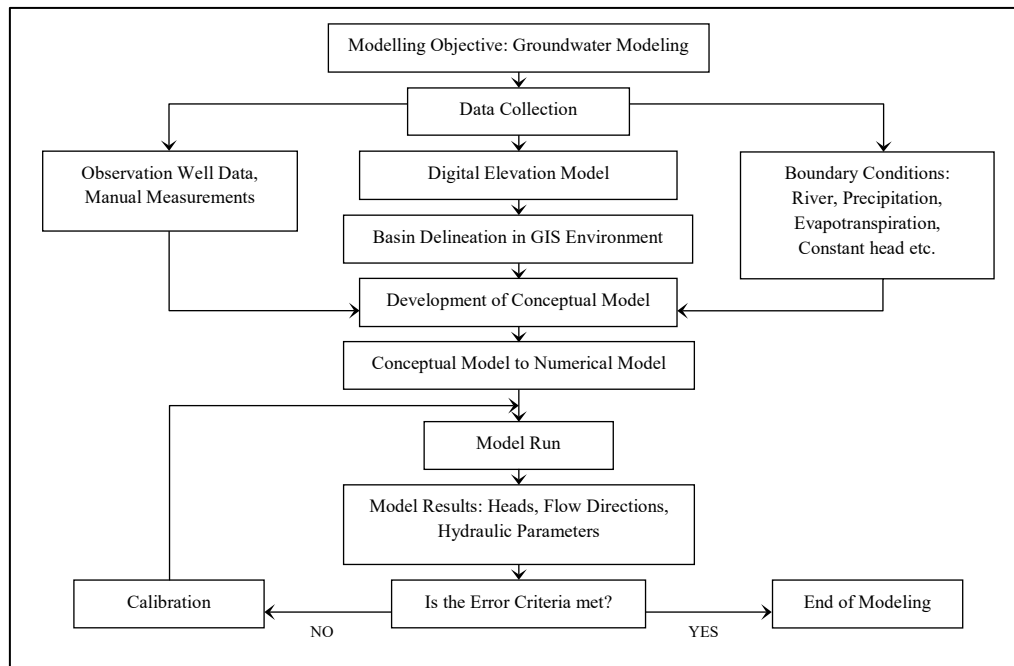 Modelling Objective: Groundwater Modeling
Data Collection
Observation Well Data,
Manual Measurements
Digital Elevation Model
Boundary Conditions:
River, Precipitation,
Evapotranspiration,
Constant head etc.
Basin Delineation in GIS Environment
Development of Conceptual Model
Conceptual Model to Numerical Model
Model Run
Model Results: Heads, Flow Directions,
Hydraulic Parameters
Calibration
Is the Error Criteria met?
End of Modeling
NO
YES